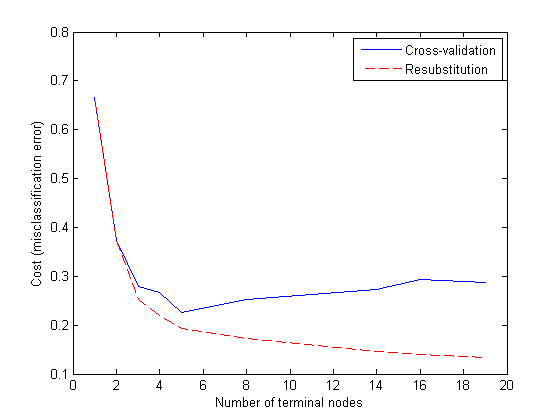 Cross-validation
Resubstitution
0.8
0.7
0.6
0.5
0.4
0.3
0.2
0.1
Cost (misclassification error)
0 2 4 6 8 10 12 14 16 18 20
Number of terminal nodes